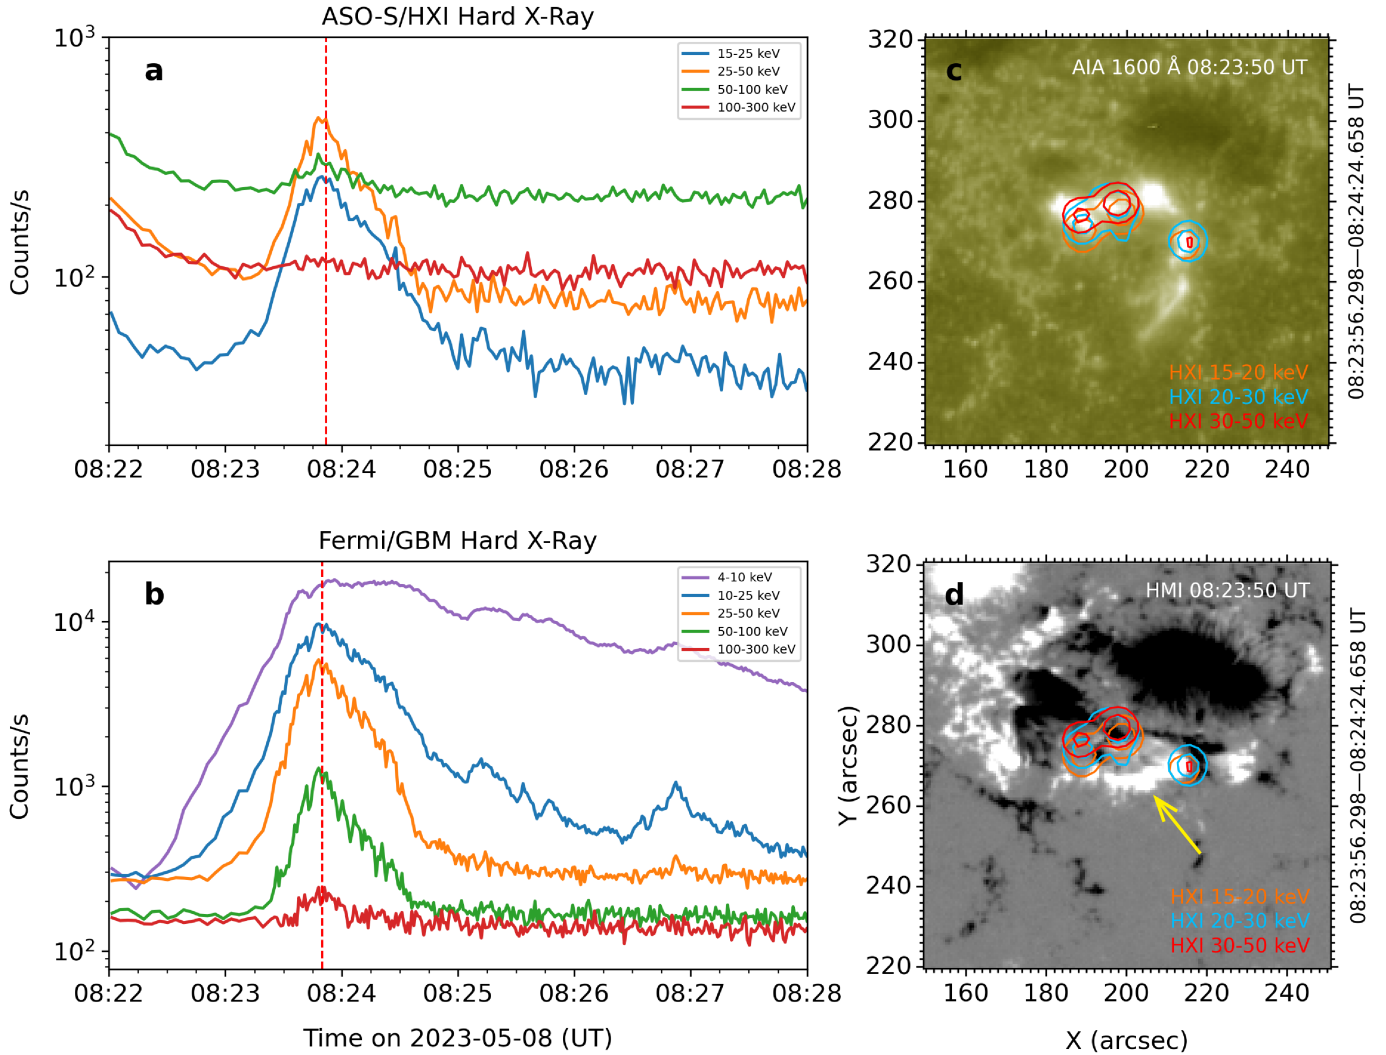 ASO-S/HXI Hard X-Ray
a
15-25 keV
25-50 keV
50-100 keV
100-300 keV
Counts/s
10³
10²
08:22 08:23 08:24 08:25 08:26 08:27 08:28
c
AIA 1600 Å 08:23:50 UT
HXI 15-20 keV
HXI 20-30 keV
HXI 30-50 keV
320
300
280
260
240
220
160 180 200 220 240
08:23:56.298—08:24:24.658 UT
Fermi/GBM Hard X-Ray
b
4-10 keV
10-25 keV
25-50 keV
50-100 keV
100-300 keV
Counts/s
10⁴
10³
10²
08:22 08:23 08:24 08:25 08:26 08:27 08:28
Time on 2023-05-08 (UT)
d
HMI 08:23:50 UT
HXI 15-20 keV
HXI 20-30 keV
HXI 30-50 keV
Y (arcsec)
320
300
280
260
240
220
160 180 200 220 240
X (arcsec)
08:23:56.298—08:24:24.658 UT